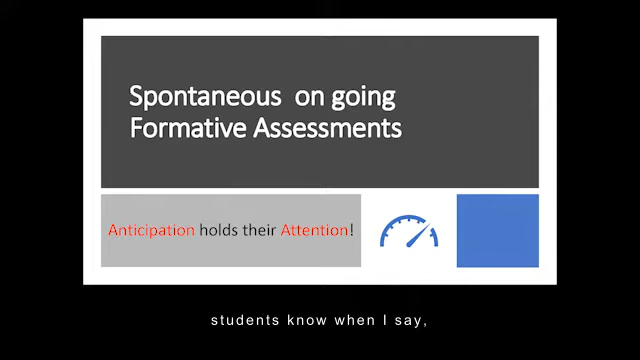 Spontaneous  on going
Formative Assessments
Anticipation holds their Attention!
students know when I say,